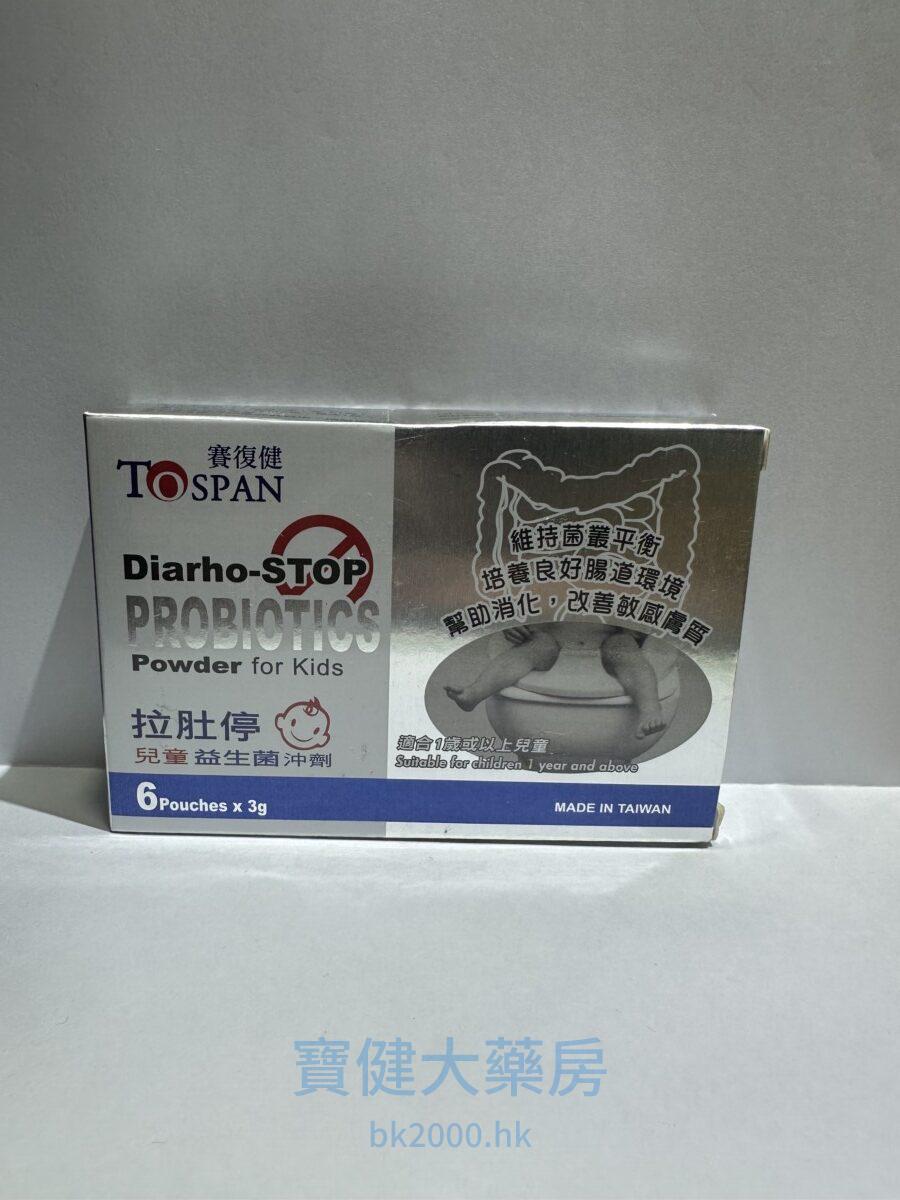 賽復健
TOSPAN
Diarho-STOP
PROBIOTICS
Powder for Kids
拉肚停
兒童益生菌沖劑
維持菌叢平衡
培養良好腸道環境
幫助消化,改善敏感膚質
適合1歲或以上兒童
Suitable for children 1 year and above
6Pouches x 3g
MADE IN TAIWAN
寶健大藥房
bk2000.hk